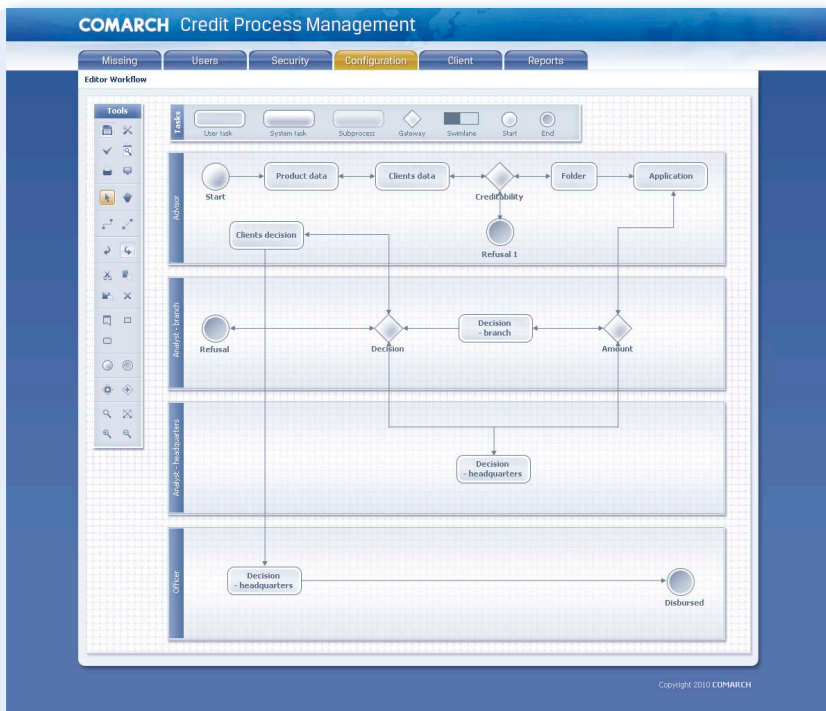 COMARCH Credit Process Management
Missing
Users
Security
Configuration
Client
Reports
Editor Workflow
Tools
Tasks
User task
System task
Subprocess
Gateway
Swimlane
Start
End
Advisor
Start
Product data
Clients data
Creditability
Folder
Application
Clients decision
Refusal 1
Analyst - branch
Refusal
Decision
Decision
- branch
Amount
Analyst - headquarters
Decision
- headquarters
Officer
Decision
- headquarters
Disbursed
Copyright 2010 COMARCH